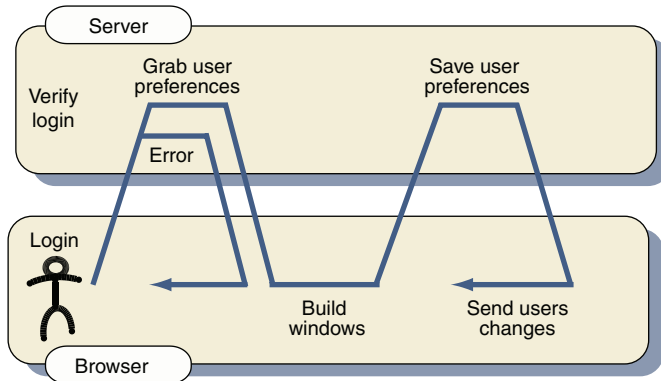 Server
Grab user
preferences
Save user
preferences
Verify
login
Error
Login
Build
windows
Send users
changes
Browser